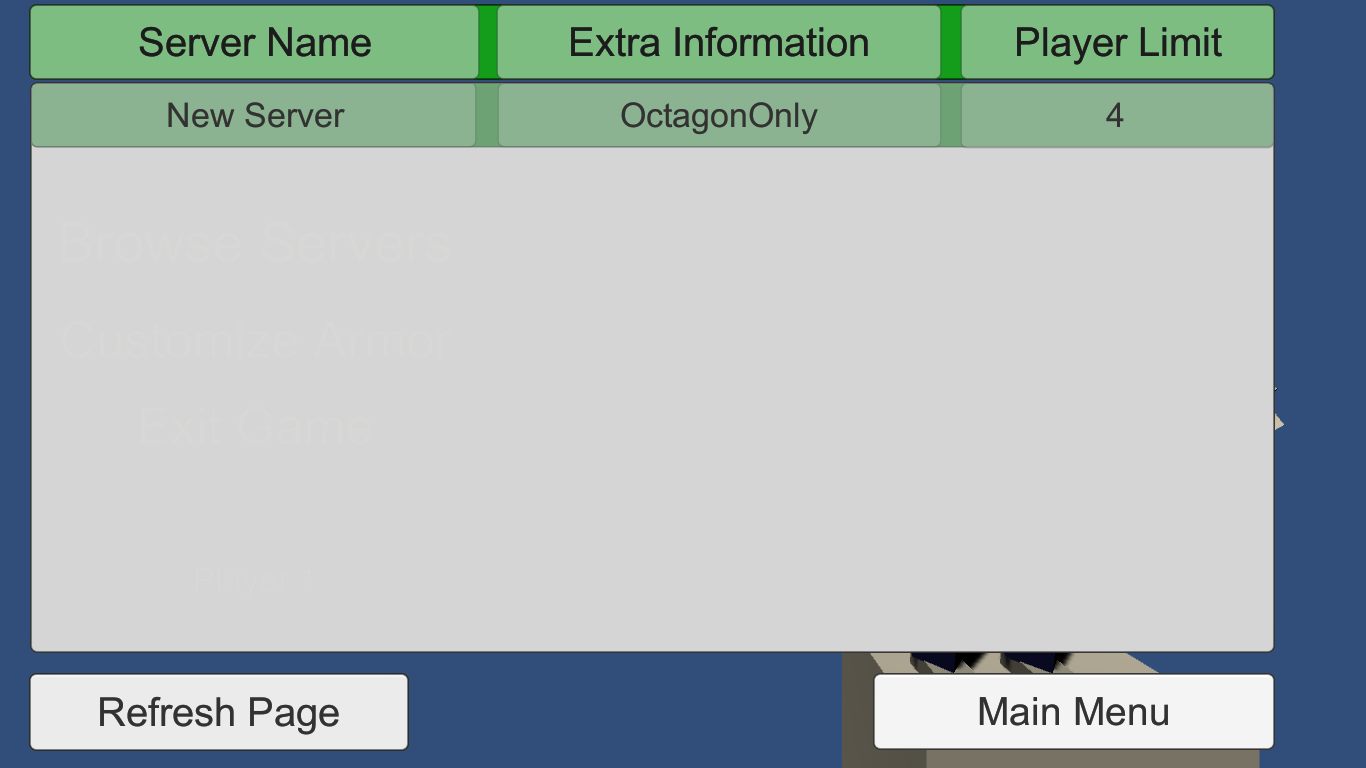 Server Name Extra Information Player Limit
New Server OctagonOnly 4
Browse Servers
Customize Armor
Exit Game
Player
Refresh Page Main Menu